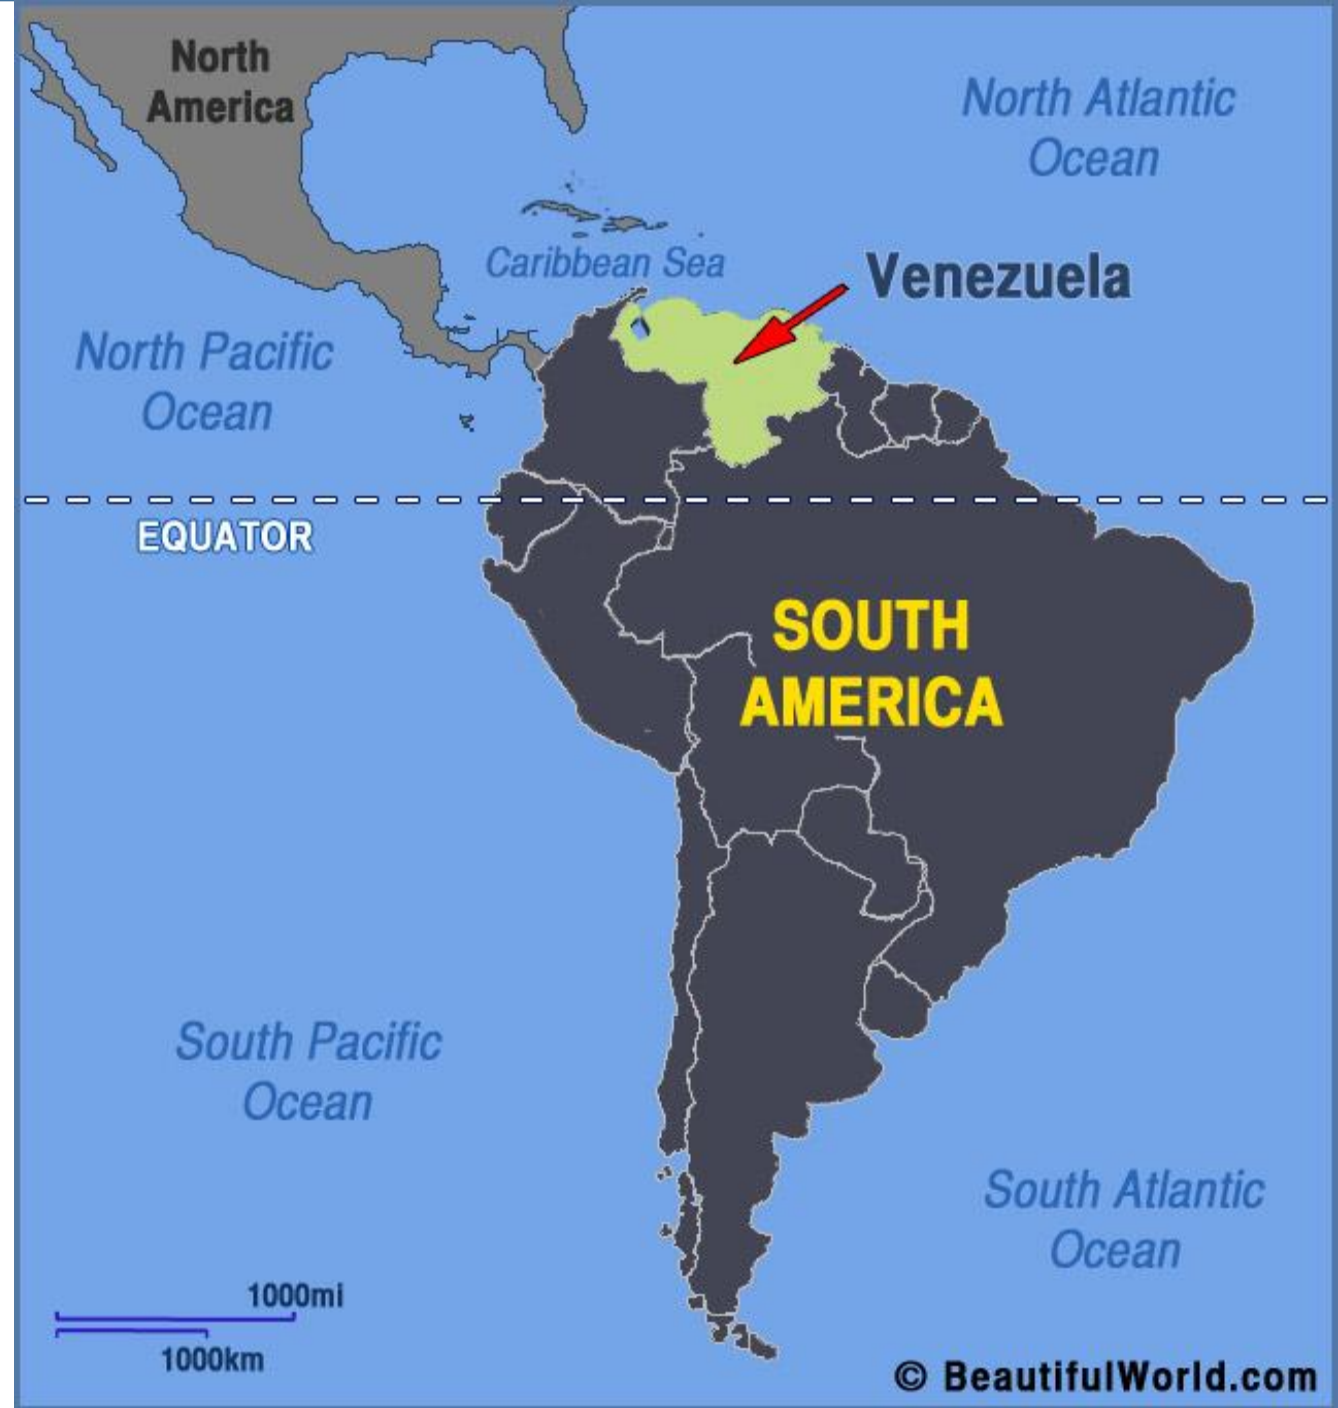 North
America
North Atlantic
Ocean
Caribbean Sea
Venezuela
North Pacific
Ocean
EQUATOR
SOUTH
AMERICA
South Pacific
Ocean
South Atlantic
Ocean
1000mi
1000km
© BeautifulWorld.com